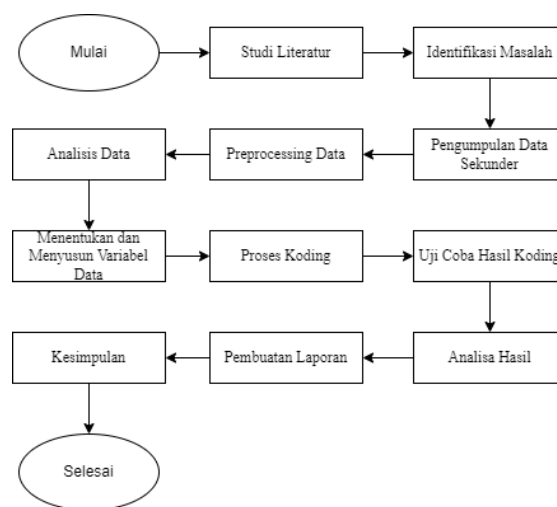 Mulai
Studi Literatur
Identifikasi Masalah
Pengumpulan Data
Sekunder
Preprocessing Data
Analisis Data
Menentukan dan
Menyusun Variabel
Data
Proses Koding
Uji Coba Hasil Koding
Analisa Hasil
Pembuatan Laporan
Kesimpulan
Selesai